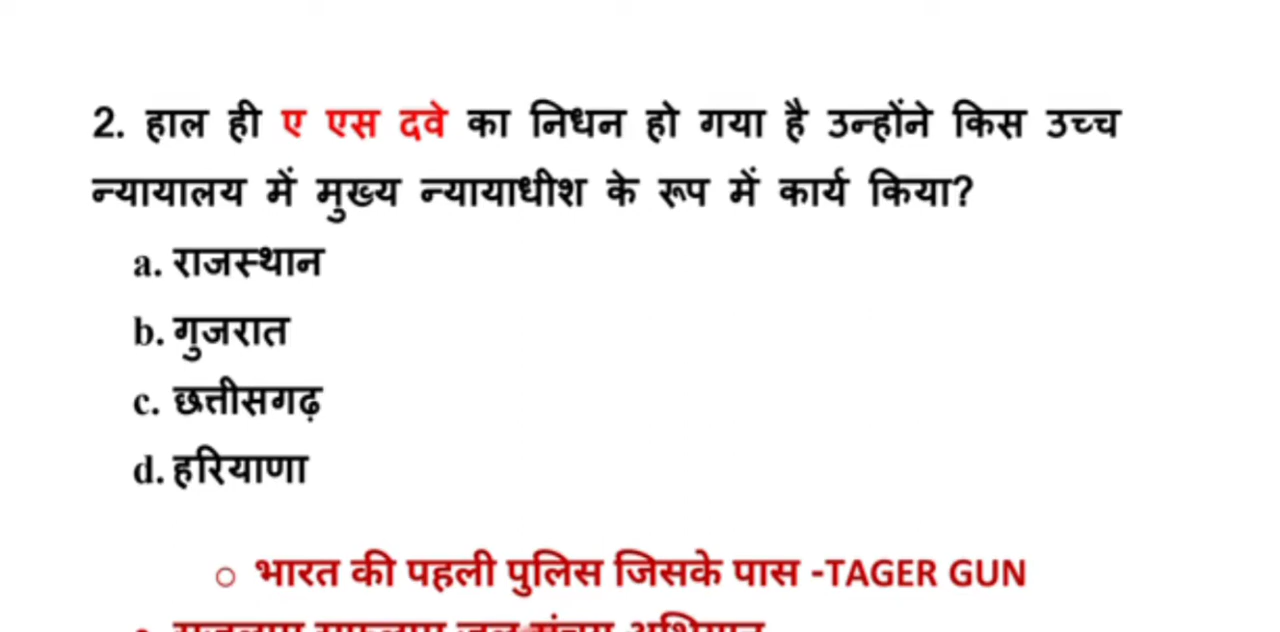 2. हाल ही ए एस दवे का निधन हो गया है उन्होंने किस उच्च
न्यायालय में मुख्य न्यायाधीश के रूप में कार्य किया?
a. राजस्थान
b. गुजरात
c. छत्तीसगढ़
d. हरियाणा
○ भारत की पहली पुलिस जिसके पास -TAGER GUN